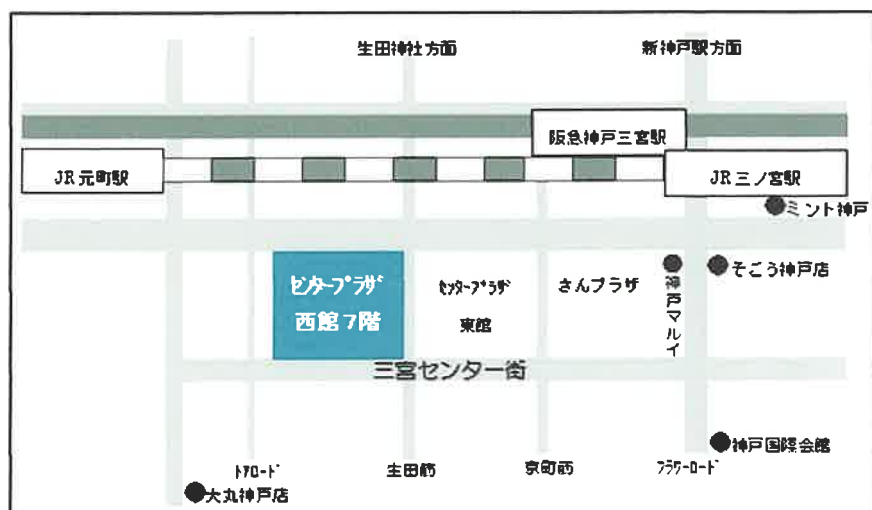 生田神社方面
新神戸駅方面
阪急神戸三宮駅
JR 元町駅
JR 三ノ宮駅
ミント神戸
センタープラザ
西館7階
センタープラザ
東館
さんプラザ
神戸マルイ
そごう神戸店
三宮センター街
神戸国際会館
トアロード
生田筋
京町筋
フラワーロード
大丸神戸店